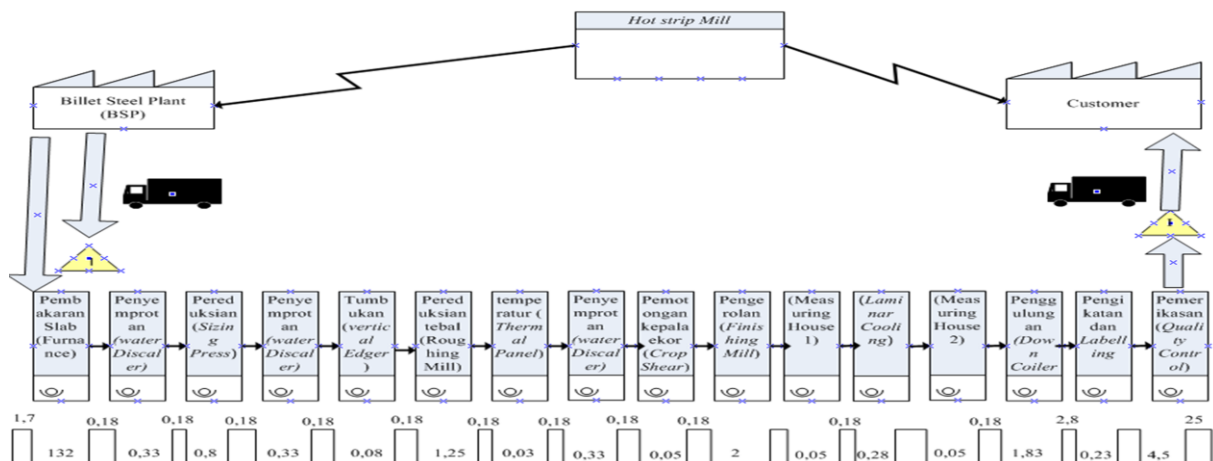 Hot strip Mill
Billet Steel Plant
(BSP)
Customer
Pemb
akaran
Slab
(Furna
nce)
Penye
mprot
an
(water
Discal
er)
Pered
uksian
(Sizin
g
Press)
Penye
mprot
an
(water
Discal
er)
Tumb
ukan
(vertic
al
Edger
)
Pered
uksian
tebal
(Roug
hing
Mill)
tempe
ratur (
Therm
al
Panel)
Penye
mprot
an
(water
Discal
er)
Pemot
ongan
kepala
ekor
(Crop
Shear)
Penge
rolan
(Finis
hing
Mill)
(Meas
uring
House
1)
(Lami
nar
Coolin
g)
(Meas
uring
House
2)
Pengg
ulung
an
(Dow
n
Coiler
Pengi
katan
dan
Labell
ing
Pemer
iksaan
(Quali
ty
Contr
ol)
1,7 0,18 0,18 0,18 0,18 0,18 0,18 0,18 0,18 0,18 0,18 0,18 2,8 25
132 0,33 0,8 0,33 0,08 1,25 0,03 0,33 0,05 2 0,05 0,28 0,05 1,83 0,23 4,5